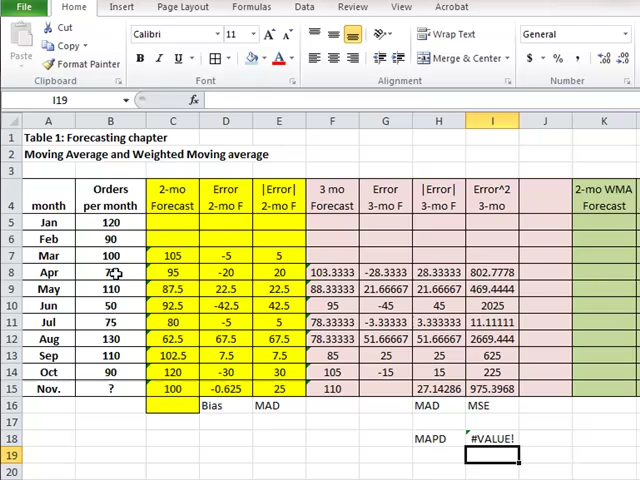 File Home Insert Page Layout Formulas Data Review View Acrobat
Cut
Copy
Format Painter
Paste
Calibri 11 A A
Wrap Text
General
B I U A
Merge & Center
$ % ,
Clipboard Font Alignment Number
I19 fx
A B C D E F G H I J K
1 Table 1: Forecasting chapter
2 Moving Average and Weighted Moving average
3
Orders 2-mo Error |Error| 3 mo Error |Error| Error^2 2-mo WMA
4 month per month Forecast 2-mo F 2-mo F Forecast 3-mo F 3-mo F 3-mo Forecast
5 Jan 120
6 Feb 90
7 Mar 100 105 -5 5
8 Apr 95 -20 20 103.33333 -28.3333 28.33333 802.7778
9 May 110 87.5 22.5 22.5 88.33333 21.66667 21.66667 469.4444
10 Jun 50 92.5 -42.5 42.5 95 -45 45 2025
11 Jul 75 80 -5 5 78.33333 -3.33333 3.333333 11.11111
12 Aug 130 62.5 67.5 67.5 78.33333 51.66667 51.66667 2669.444
13 Sep 110 102.5 7.5 7.5 85 25 25 625
14 Oct 90 120 -30 30 105 -15 15 225
15 Nov. ? 100 -0.625 25 110 27.14286 975.3968
16 Bias MAD MAD MSE
17
18 MAPD #VALUE!
19
20